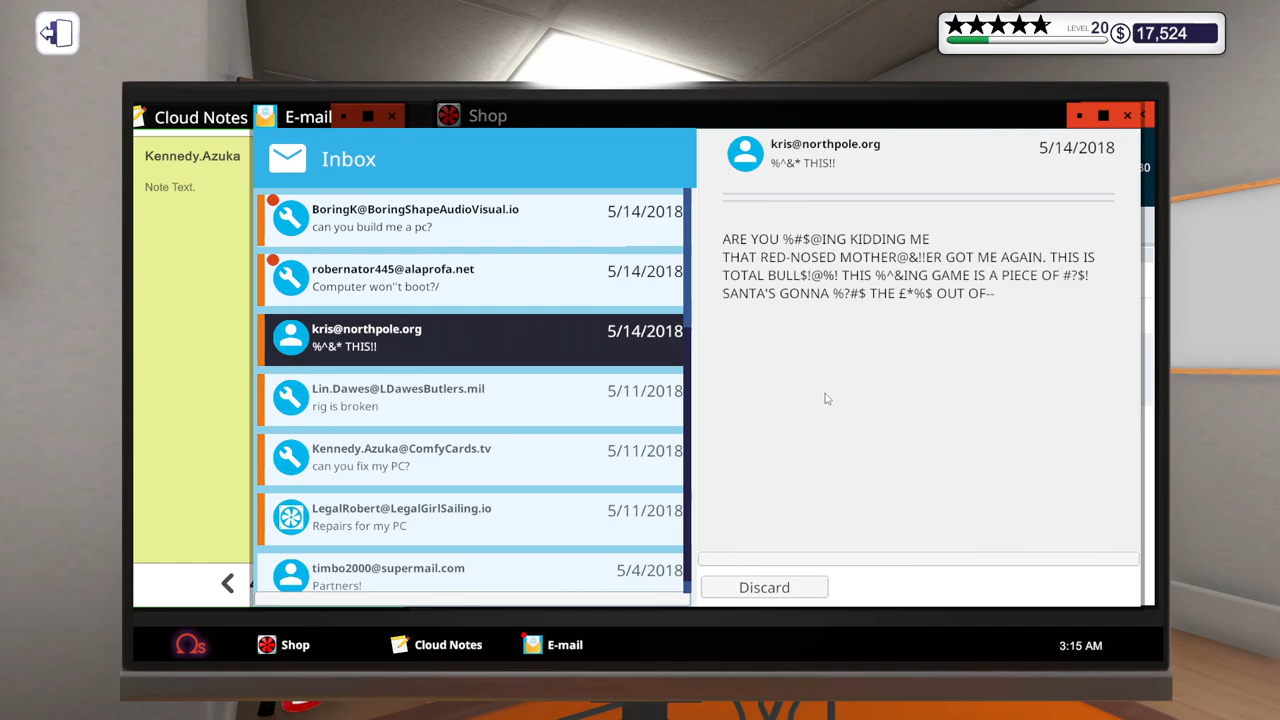 LEVEL 20 $ 17,524
Cloud Notes
E-mail
Shop
Kennedy.Azuka
Note Text.
Inbox
BoringK@BoringShapeAudioVisual.io 5/14/2018
can you build me a pc?
robernator445@alaprofa.net 5/14/2018
Computer won''t boot?/
kris@northpole.org 5/14/2018
%^&* THIS!!
Lin.Dawes@LDawesButlers.mil 5/11/2018
rig is broken
Kennedy.Azuka@ComfyCards.tv 5/11/2018
can you fix my PC?
LegalRobert@LegalGirlSailing.io 5/11/2018
Repairs for my PC
timbo2000@supermail.com 5/4/2018
Partners!
kris@northpole.org 5/14/2018
%^&* THIS!!
ARE YOU %#$@ING KIDDING ME
THAT RED-NOSED MOTHER@&!!ER GOT ME AGAIN. THIS IS
TOTAL BULL$!@%! THIS %^&ING GAME IS A PIECE OF #?$!
SANTA'S GONNA %?#$ THE £*%$ OUT OF--
Discard
Shop
Cloud Notes
E-mail
3:15 AM